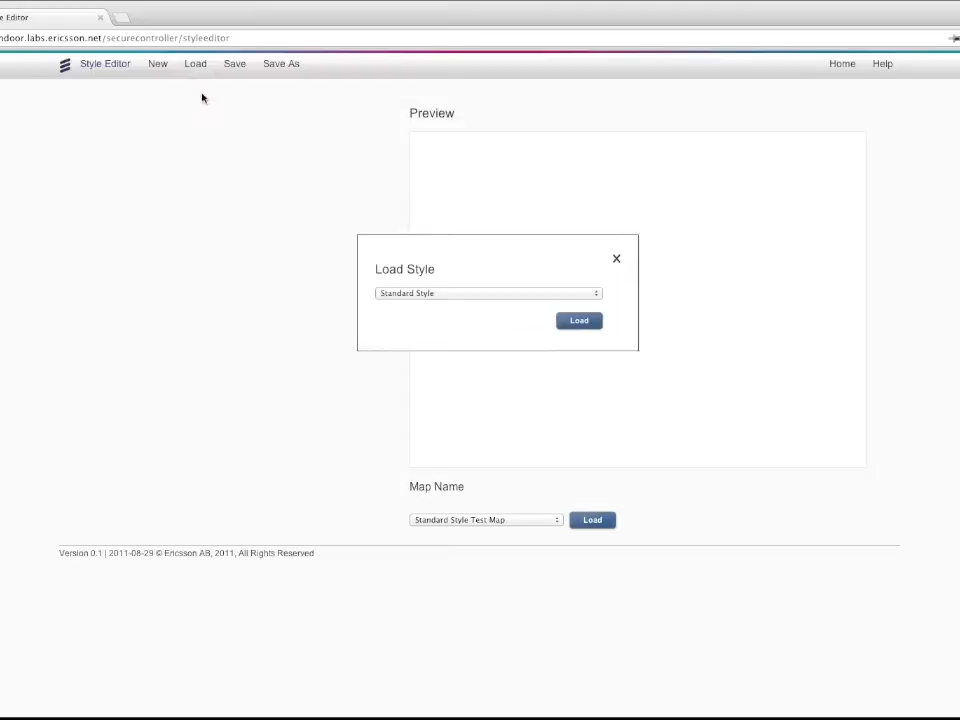 e Editor
ndoor.labs.ericsson.net/securecontroller/styleeditor
Style Editor New Load Save Save As Home Help
Preview
Load Style
Standard Style
Load
Map Name
Standard Style Test Map Load
Version 0.1 | 2011-08-29 © Ericsson AB, 2011, All Rights Reserved